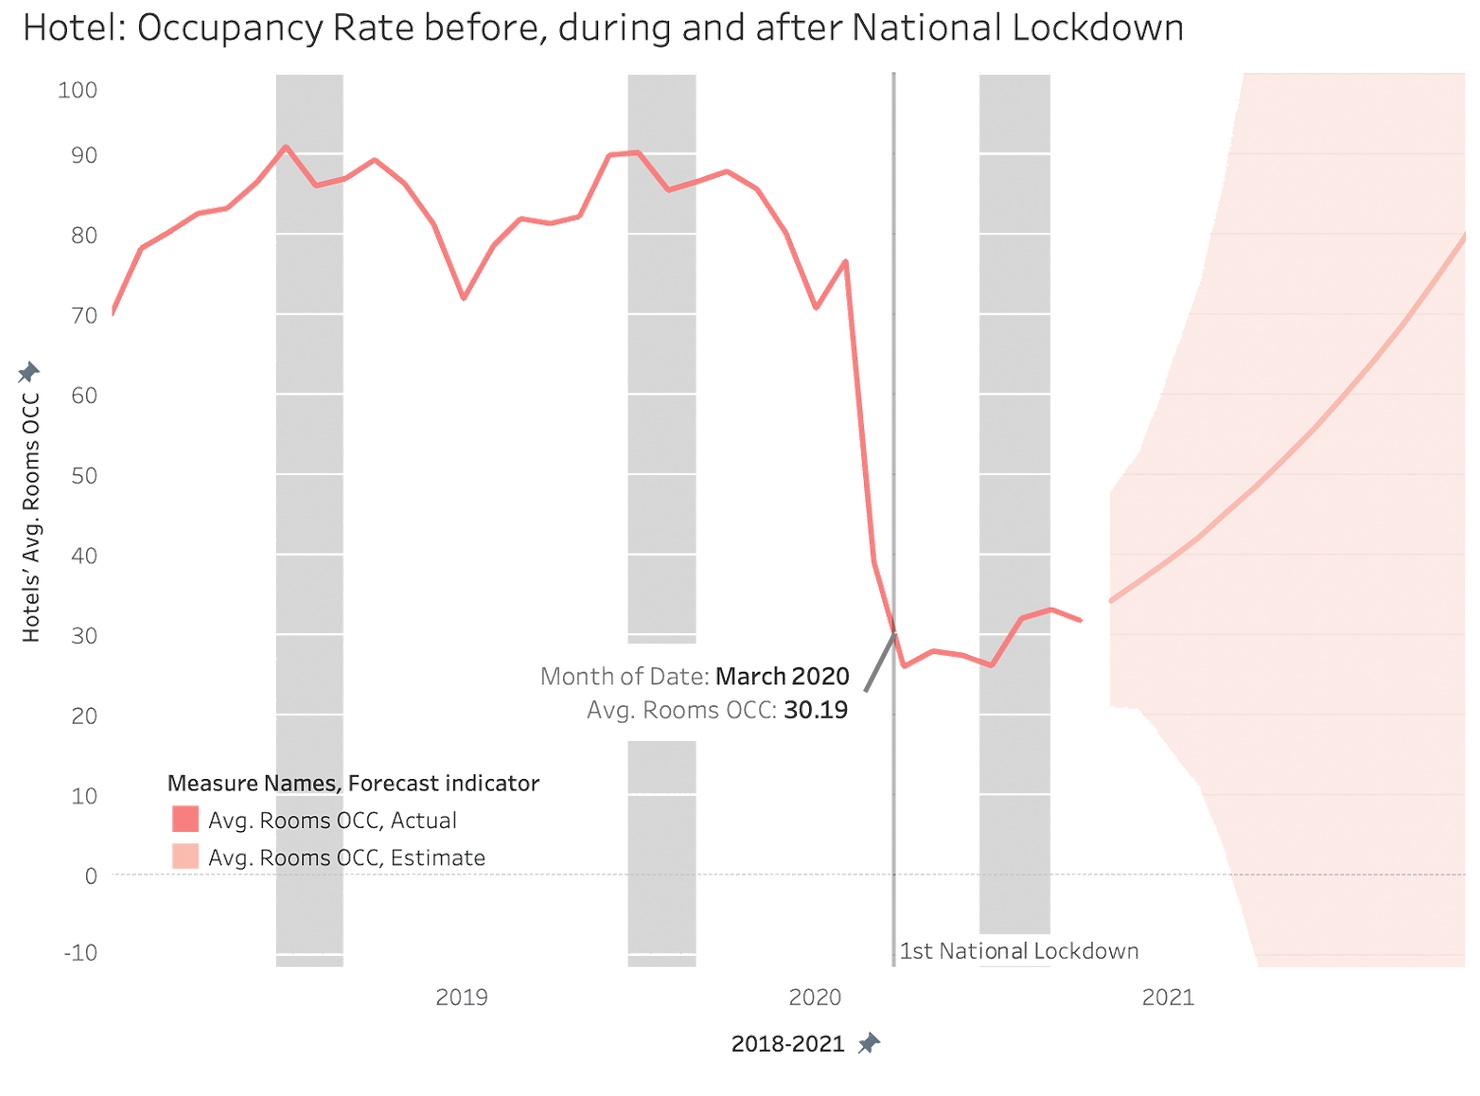 Hotel: Occupancy Rate before, during and after National Lockdown
100
90
80
70
60
50
40
30
20
10
0
-10
Hotels' Avg. Rooms OCC
Month of Date: March 2020
Avg. Rooms OCC: 30.19
Measure Names, Forecast indicator
Avg. Rooms OCC, Actual
Avg. Rooms OCC, Estimate
1st National Lockdown
2019 2020 2021
2018-2021